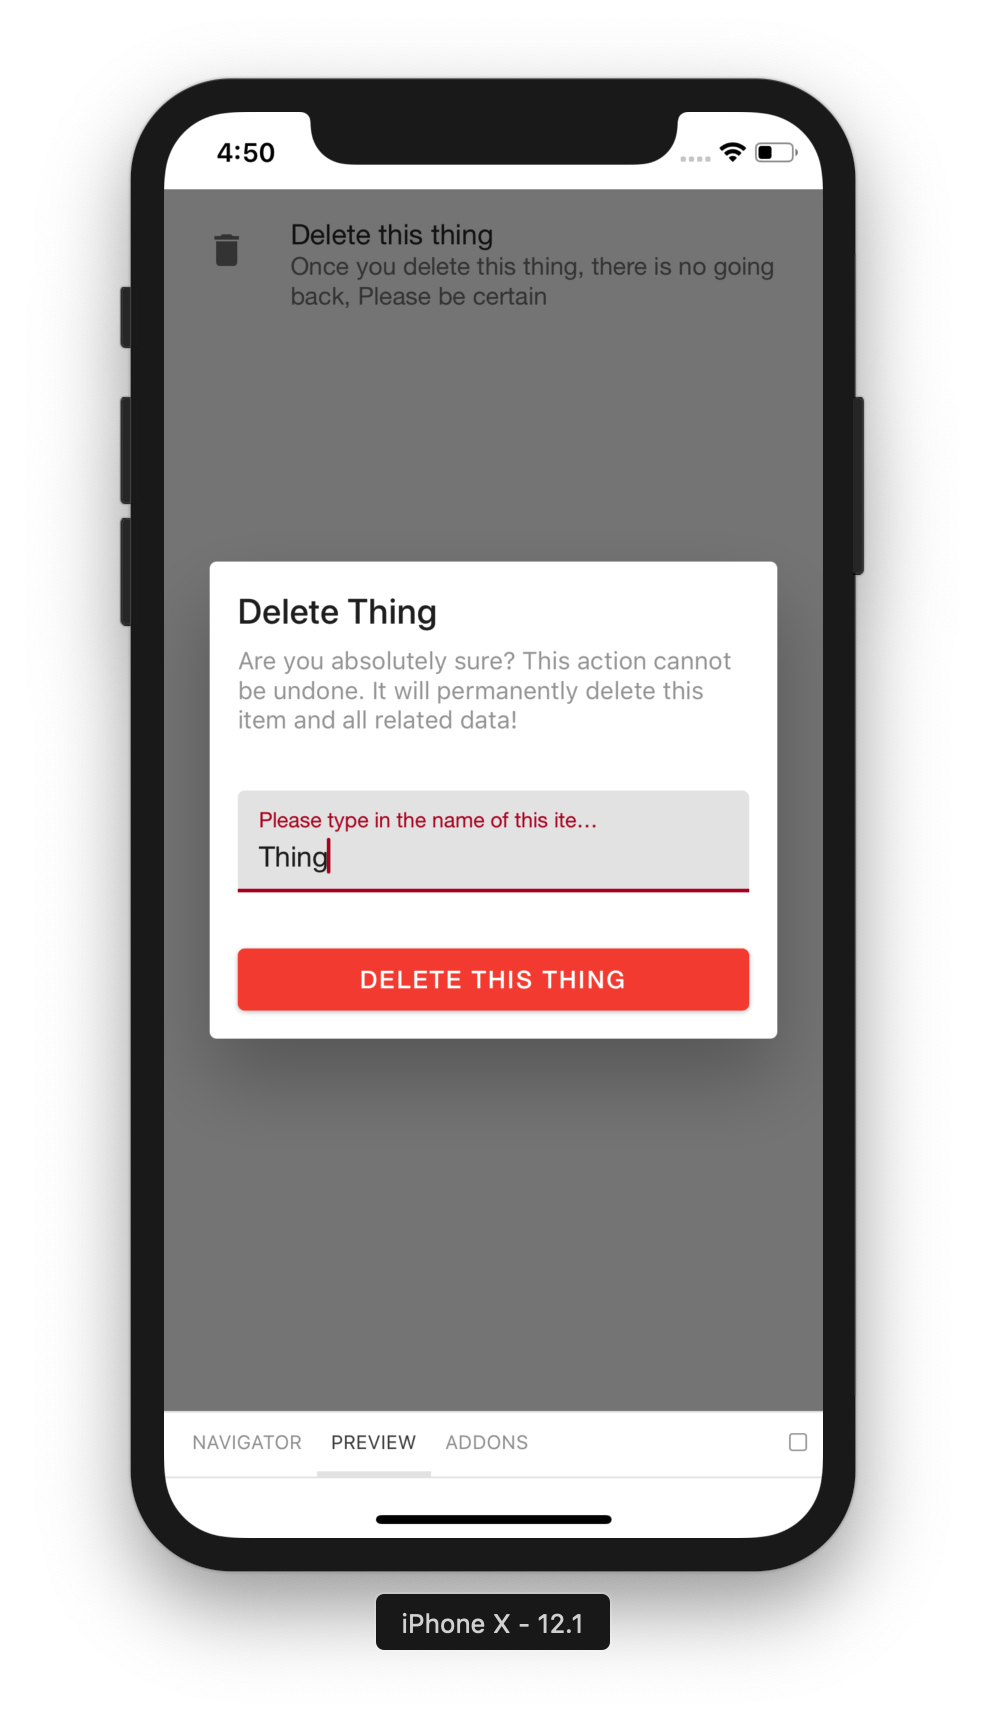 4:50
Delete this thing
Once you delete this thing, there is no going
back, Please be certain
Delete Thing
Are you absolutely sure? This action cannot
be undone. It will permanently delete this
item and all related data!
Please type in the name of this ite...
Thing
DELETE THIS THING
NAVIGATOR PREVIEW ADDONS
iPhone X - 12.1